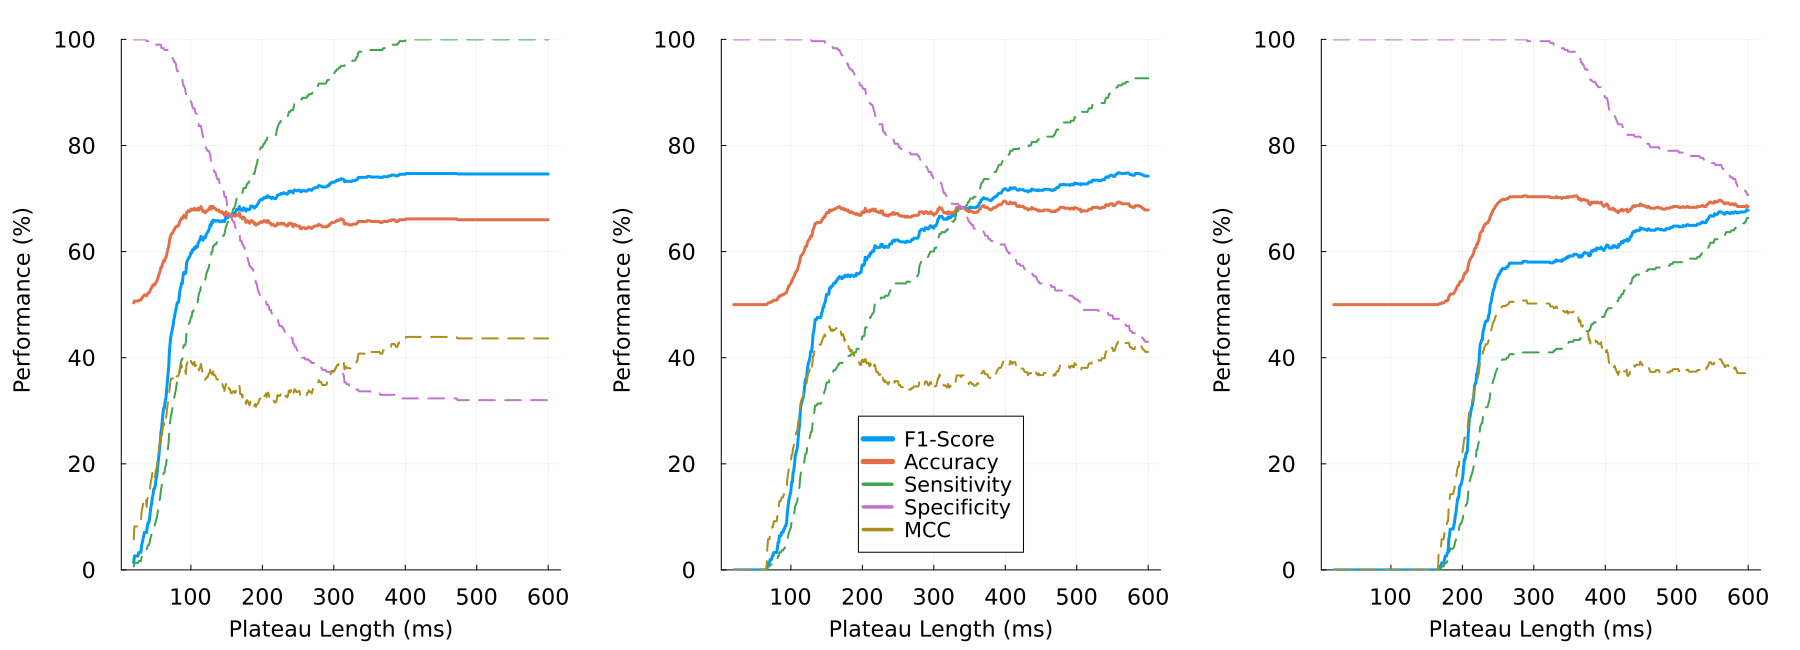 Performance (%)
100
80
60
40
20
0
100 200 300 400 500 600
Plateau Length (ms)
Performance (%)
100
80
60
40
20
0
F1-Score
Accuracy
Sensitivity
Specificity
MCC
100 200 300 400 500 600
Plateau Length (ms)
Performance (%)
100
80
60
40
20
0
100 200 300 400 500 600
Plateau Length (ms)